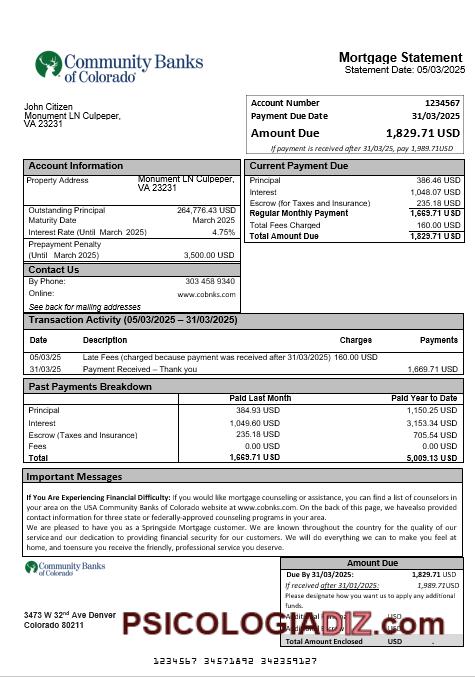 Community Banks
of Colorado
Mortgage Statement
Statement Date: 05/03/2025
John Citizen
Monument LN Culpeper,
VA 23231
Account Number 1234567
Payment Due Date 31/03/2025
Amount Due 1,829.71 USD
If payment is received after 31/03/25, pay 1,989.71USD
Account Information
Property Address Monument LN Culpeper,
VA 23231
Outstanding Principal 264,776.43 USD
Maturity Date March 2025
Interest Rate (Until March 2025) 4.75%
Prepayment Penalty
(Until March 2025) 3,500.00 USD
Contact Us
By Phone: 303 458 9340
Online: www.cobnks.com
See back for mailing addresses
Current Payment Due
Principal 386.46 USD
Interest 1,048.07 USD
Escrow (for Taxes and Insurance) 235.18 USD
Regular Monthly Payment 1,669.71 USD
Total Fees Charged 160.00 USD
Total Amount Due 1,829.71 USD
Transaction Activity (05/03/2025 – 31/03/2025)
Date Description Charges Payments
05/03/25 Late Fees (charged because payment was received after 31/03/2025) 160.00 USD
31/03/25 Payment Received – Thank you 1,669.71 USD
Past Payments Breakdown
Paid Last Month Paid Year to Date
Principal 384.93 USD 1,150.25 USD
Interest 1,049.60 USD 3,153.34 USD
Escrow (Taxes and Insurance) 235.18 USD 705.54 USD
Fees 0.00 USD 0.00 USD
Total 1,669.71 USD 5,009.13 USD
Important Messages
If You Are Experiencing Financial Difficulty: If you would like mortgage counseling or assistance, you can find a list of counselors in
your area on the USA Community Banks of Colorado website at www.cobnks.com. On the back of this page, we havealso provided
contact information for three state or federally-approved counseling programs in your area.
We are pleased to have you as a Springside Mortgage customer. We are known throughout the country for the quality of our
service and our dedication to providing financial security for our customers. We will do everything we can to make you feel at
home, and toensure you receive the friendly, professional service you deserve.
Community Banks
of Colorado
3473 W 32nd Ave Denver
Colorado 80211
Amount Due
Due By 31/03/2025: 1,829.71 USD
If received after 31/01/2025: 1,989.71USD
Please designate how you want us to apply any additional
funds.
USD
USD
Total Amount Enclosed USD .
PSICOLOGIADIZ.com
1234567 34571892 342359127